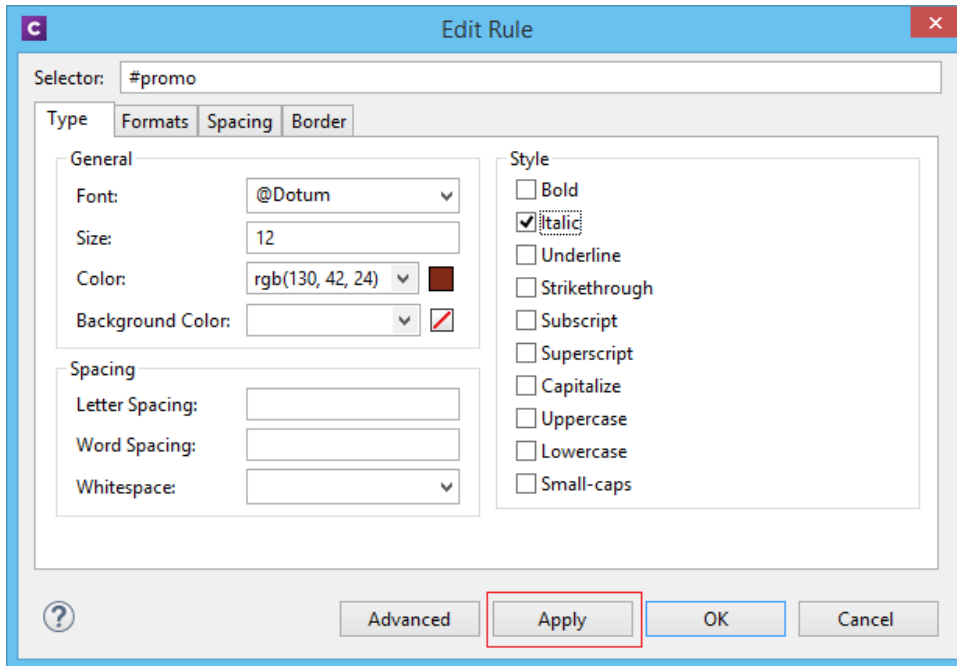 C
Edit Rule
Selector: #promo
Type Formats Spacing Border
General
Font: @Dotum
Size: 12
Color: rgb(130, 42, 24)
Background Color:
Spacing
Letter Spacing:
Word Spacing:
Whitespace:
Style
Bold
Italic
Underline
Strikethrough
Subscript
Superscript
Capitalize
Uppercase
Lowercase
Small-caps
? Advanced Apply OK Cancel